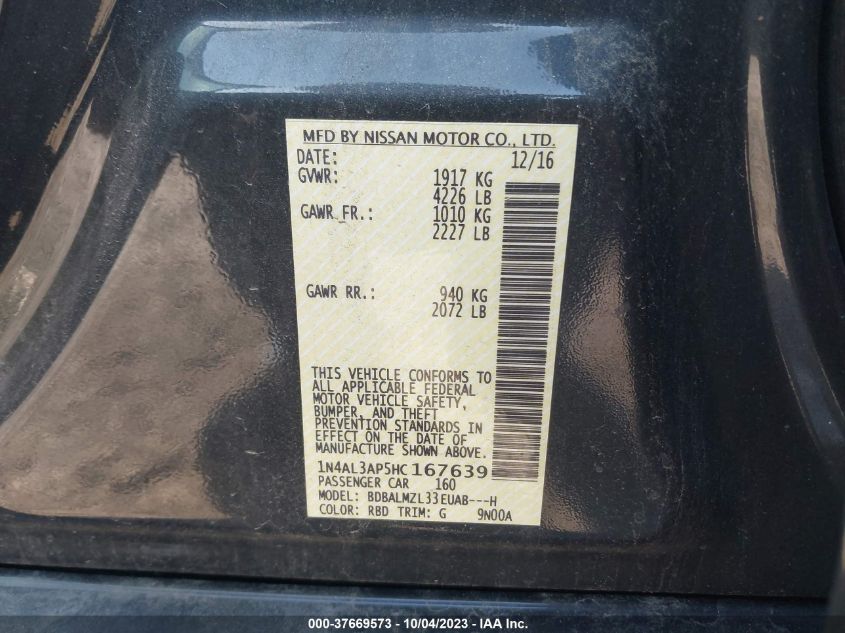 MFD BY NISSAN MOTOR CO., LTD.
DATE: 12/16
GVWR: 1917 KG
4226 LB
GAWR FR.: 1010 KG
2227 LB
GAWR RR.: 940 KG
2072 LB
THIS VEHICLE CONFORMS TO
ALL APPLICABLE FEDERAL
MOTOR VEHICLE SAFETY,
BUMPER, AND THEFT
PREVENTION STANDARDS IN
EFFECT ON THE DATE OF
MANUFACTURE SHOWN ABOVE.
1N4AL3AP5HC167639
PASSENGER CAR 160
MODEL: BDBALMZL33EUAB---H
COLOR: RBD TRIM: G 9N00A
000-37669573 - 10/04/2023 - IAA Inc.